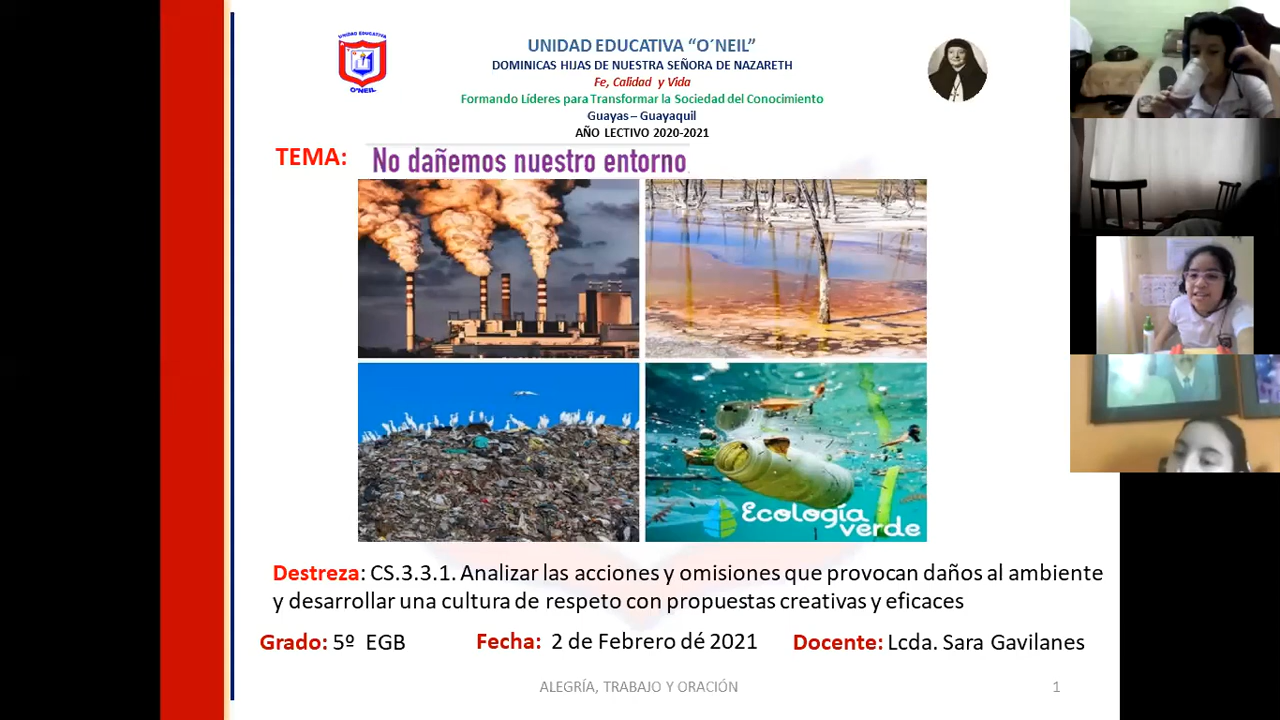 UNIDAD EDUCATIVA
O'NEIL
UNIDAD EDUCATIVA “O´NEIL”
DOMINICAS HIJAS DE NUESTRA SEÑORA DE NAZARETH
Fe, Calidad y Vida
Formando Líderes para Transformar la Sociedad del Conocimiento
Guayas – Guayaquil
AÑO LECTIVO 2020-2021
TEMA: No dañemos nuestro entorno
Ecología
verde
Destreza: CS.3.3.1. Analizar las acciones y omisiones que provocan daños al ambiente
y desarrollar una cultura de respeto con propuestas creativas y eficaces
Grado: 5º EGB Fecha: 2 de Febrero dé 2021 Docente: Lcda. Sara Gavilanes
ALEGRÍA, TRABAJO Y ORACIÓN 1